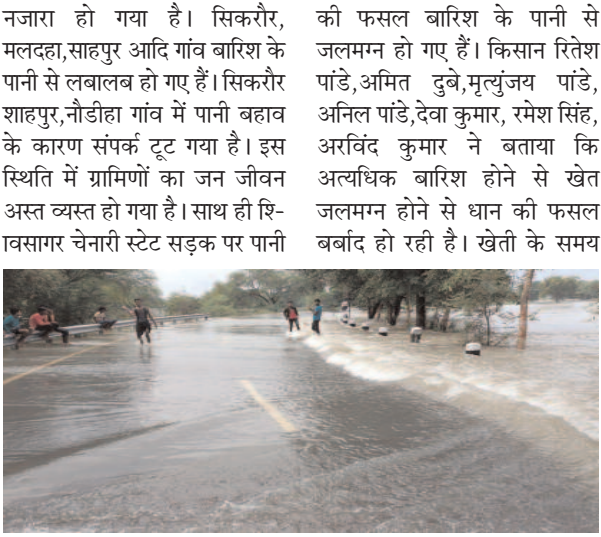 नजारा हो गया है। सिकरौर,
मलदहा,साहपुर आदि गांव बारिश के
पानी से लबालब हो गए हैं। सिकरौर
शाहपुर,नौडीहा गांव में पानी बहाव
के कारण संपर्क टूट गया है। इस
स्थिति में ग्रामिणों का जन जीवन
अस्त व्यस्त हो गया है। साथ ही शि-
वसागर चेनारी स्टेट सड़क पर पानी
की फसल बारिश के पानी से
जलमग्न हो गए हैं। किसान रितेश
पांडे,अमित दुबे,मृत्युंजय पांडे,
अनिल पांडे,देवा कुमार, रमेश सिंह,
अरविंद कुमार ने बताया कि
अत्यधिक बारिश होने से खेत
जलमग्न होने से धान की फसल
बर्बाद हो रही है। खेती के समय